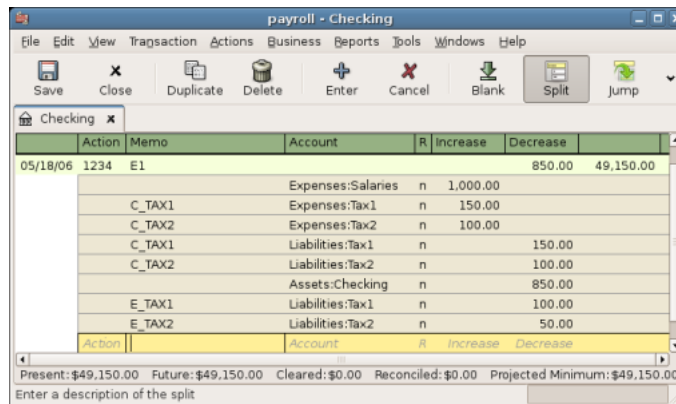 payroll - Checking
File Edit View Transaction Actions Business Reports Tools Windows Help
Save Close Duplicate Delete Enter Cancel Blank Split Jump
Checking
Action Memo Account R Increase Decrease
05/18/06 1234 E1 850.00 49,150.00
Expenses:Salaries n 1,000.00
C_TAX1 Expenses:Tax1 n 150.00
C_TAX2 Expenses:Tax2 n 100.00
C_TAX1 Liabilities:Tax1 n 150.00
C_TAX2 Liabilities:Tax2 n 100.00
Assets:Checking n 850.00
E_TAX1 Liabilities:Tax1 n 100.00
E_TAX2 Liabilities:Tax2 n 50.00
Action Account R Increase Decrease
Present:$49,150.00 Future:$49,150.00 Cleared:$0.00 Reconciled:$0.00 Projected Minimum:$49,150.00
Enter a description of the split